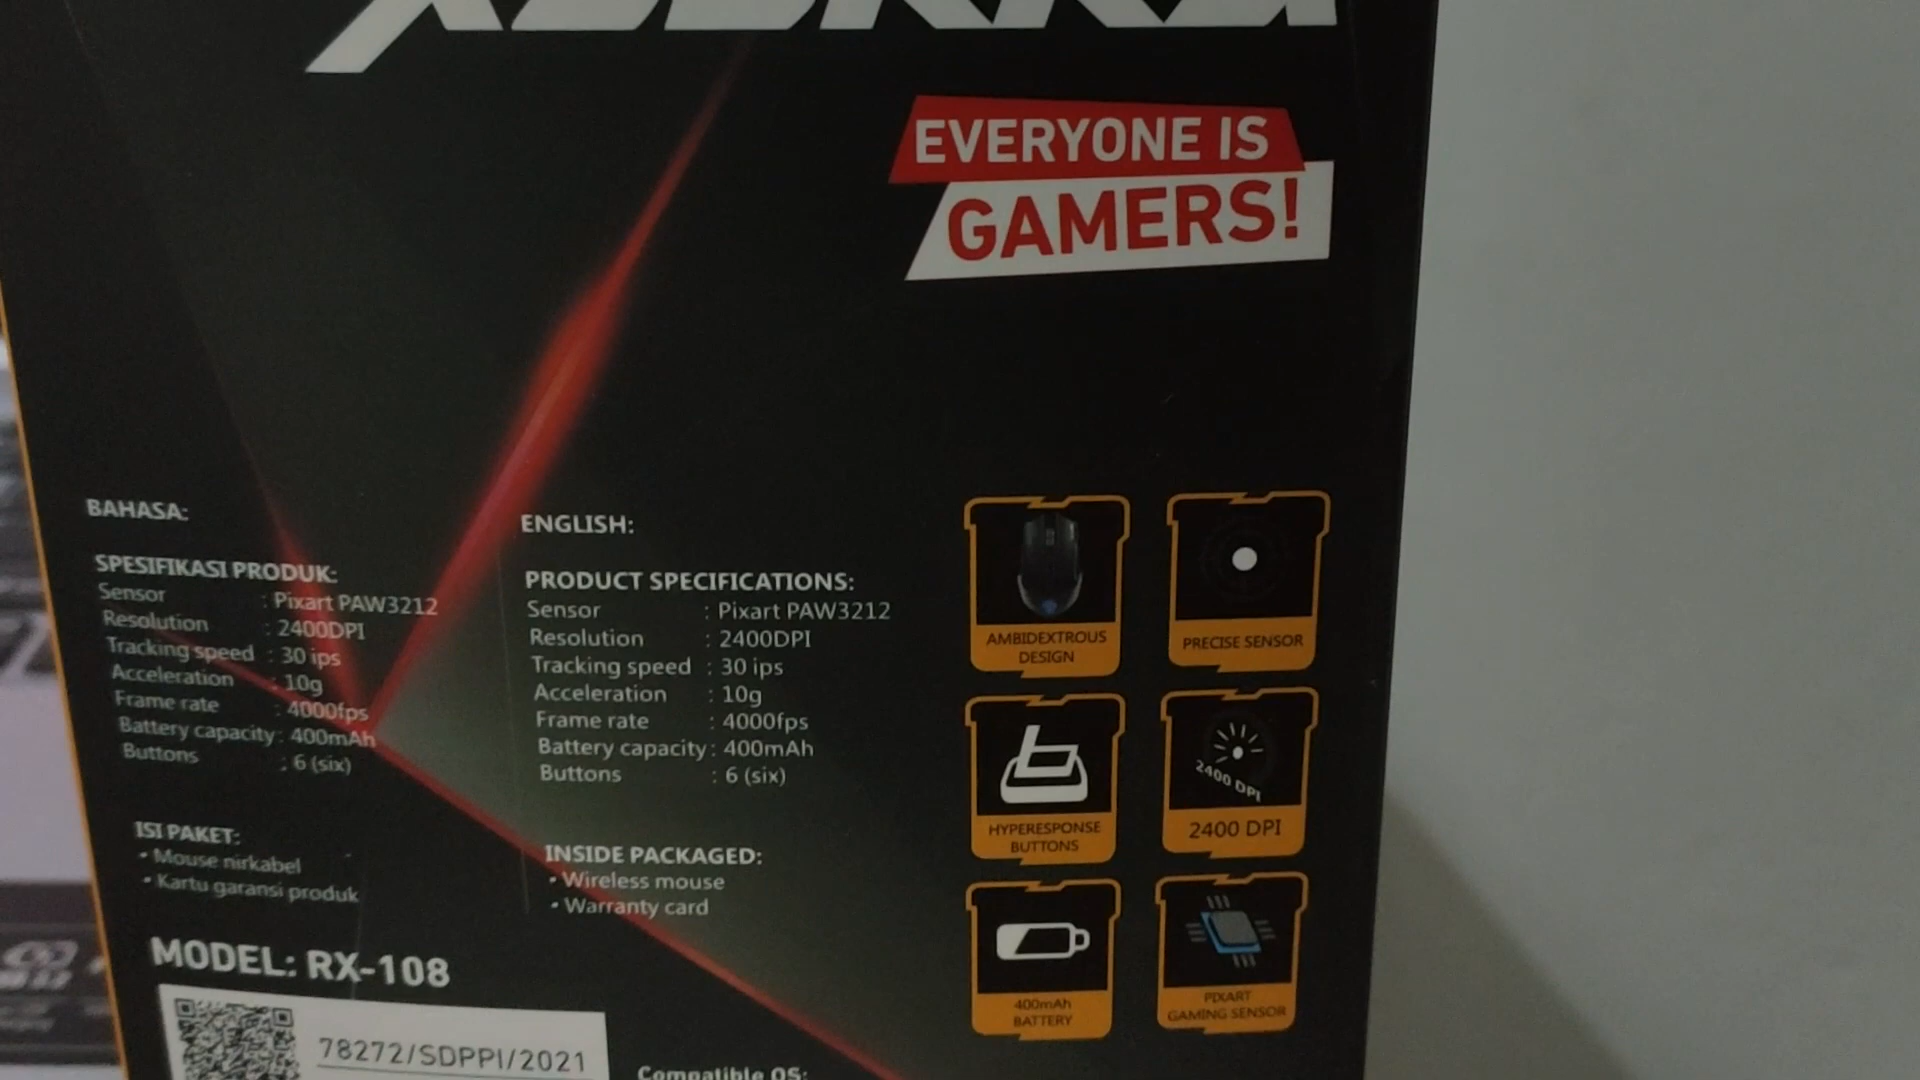 EVERYONE IS
GAMERS!
BAHASA:
SPESIFIKASI PRODUK:
Sensor : Pixart PAW3212
Resolution : 2400DPI
Tracking speed : 30 ips
Acceleration : 10g
Frame rate : 4000fps
Battery capacity : 400mAh
Buttons : 6 (six)
ISI PAKET:
• Mouse nirkabel
• Kartu garansi produk
MODEL: RX-108
78272/SDPPI/2021
ENGLISH:
PRODUCT SPECIFICATIONS:
Sensor : Pixart PAW3212
Resolution : 2400DPI
Tracking speed : 30 ips
Acceleration : 10g
Frame rate : 4000fps
Battery capacity : 400mAh
Buttons : 6 (six)
INSIDE PACKAGED:
• Wireless mouse
• Warranty card
Compatible OS:
AMBIDEXTROUS
DESIGN
PRECISE SENSOR
HYPERESPONSE
BUTTONS
2400 DPI
2400 DPI
400mAh
BATTERY
PIXART
GAMING SENSOR